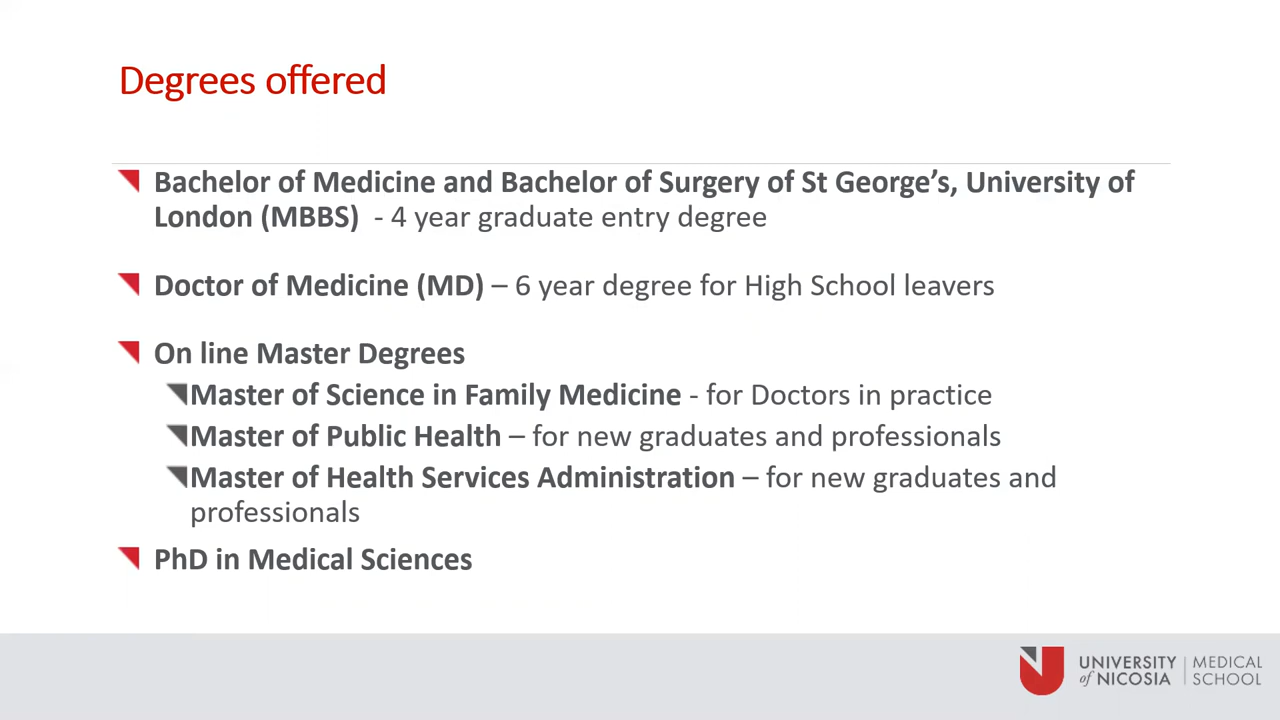 Degrees offered
Bachelor of Medicine and Bachelor of Surgery of St George’s, University of
London (MBBS)  - 4 year graduate entry degree
Doctor of Medicine (MD) – 6 year degree for High School leavers
On line Master Degrees
Master of Science in Family Medicine - for Doctors in practice
Master of Public Health – for new graduates and professionals
Master of Health Services Administration – for new graduates and
professionals
PhD in Medical Sciences
UNIVERSITY
of NICOSIA
MEDICAL
SCHOOL